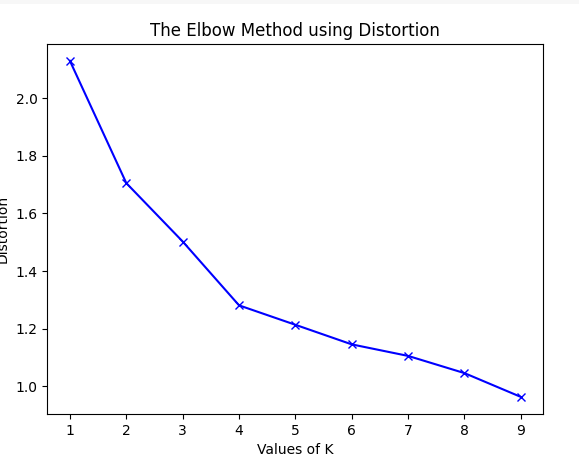 The Elbow Method using Distortion
Distortion
2.0
1.8
1.6
1.4
1.2
1.0
1 2 3 4 5 6 7 8 9
Values of K